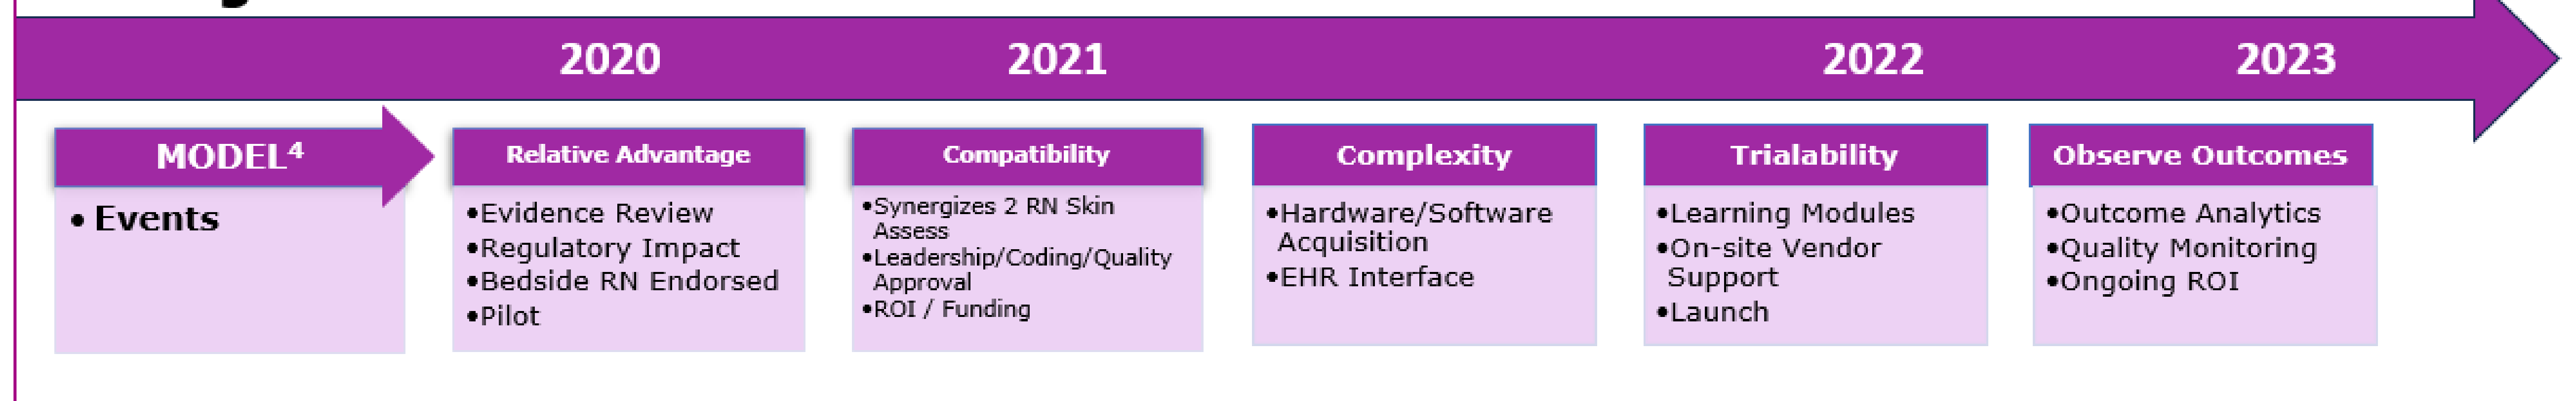 2020 2021 2022 2023
MODEL⁴
• Events
Relative Advantage
•Evidence Review
•Regulatory Impact
•Bedside RN Endorsed
•Pilot
Compatibility
•Synergizes 2 RN Skin
Assess
•Leadership/Coding/Quality
Approval
•ROI / Funding
Complexity
•Hardware/Software
Acquisition
•EHR Interface
Trialability
•Learning Modules
•On-site Vendor
Support
•Launch
Observe Outcomes
•Outcome Analytics
•Quality Monitoring
•Ongoing ROI